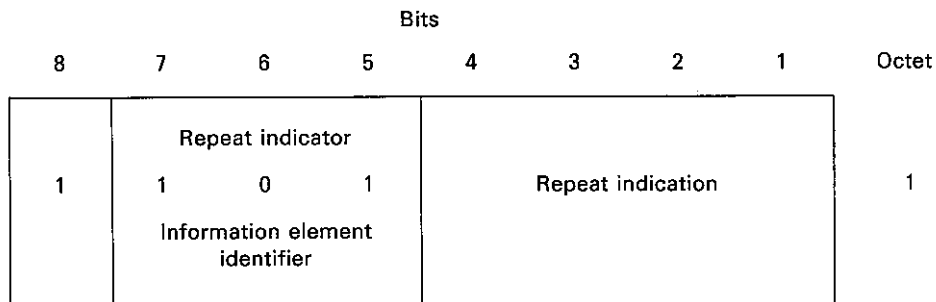 Bits
8 7 6 5 4 3 2 1 Octet
Repeat indicator
1 1 0 1 Repeat indication 1
Information element
identifier